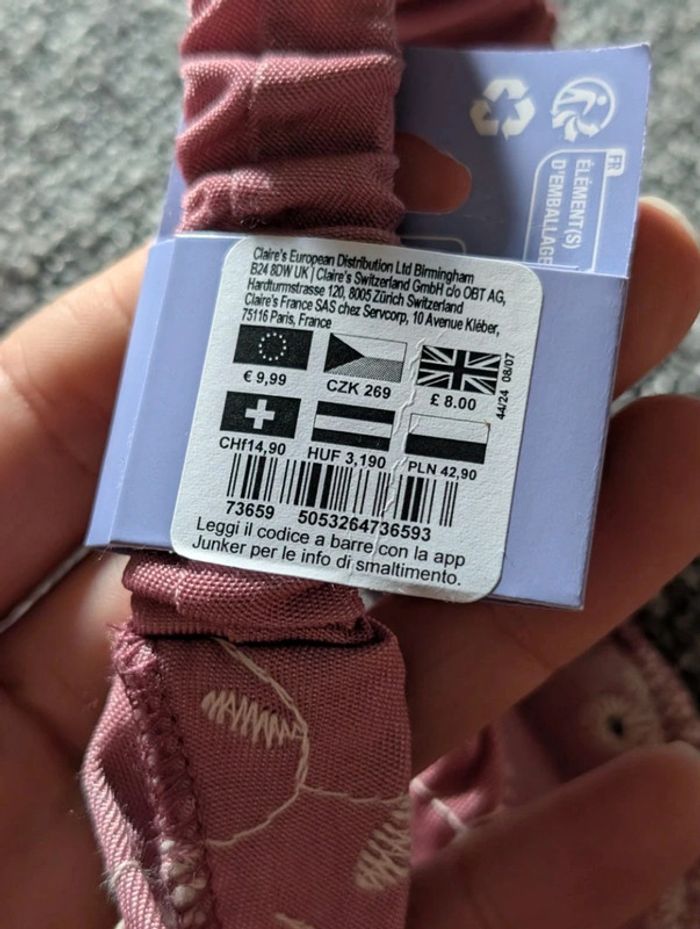 FR
ÉLÉMENT(S)
D'EMBALLAGE
Claire's European Distribution Ltd Birmingham
B24 8DW UK | Claire's Switzerland GmbH c/o OBT AG,
Hardturmstrasse 120, 8005 Zürich Switzerland
Claire's France SAS chez Servcorp, 10 Avenue Kléber,
75116 Paris, France
€ 9,99
CZK 269
£ 8.00
44/24 08/07
CHf14,90
HUF 3,190
PLN 42,90
73659 5053264736593
Leggi il codice a barre con la app
Junker per le info di smaltimento.